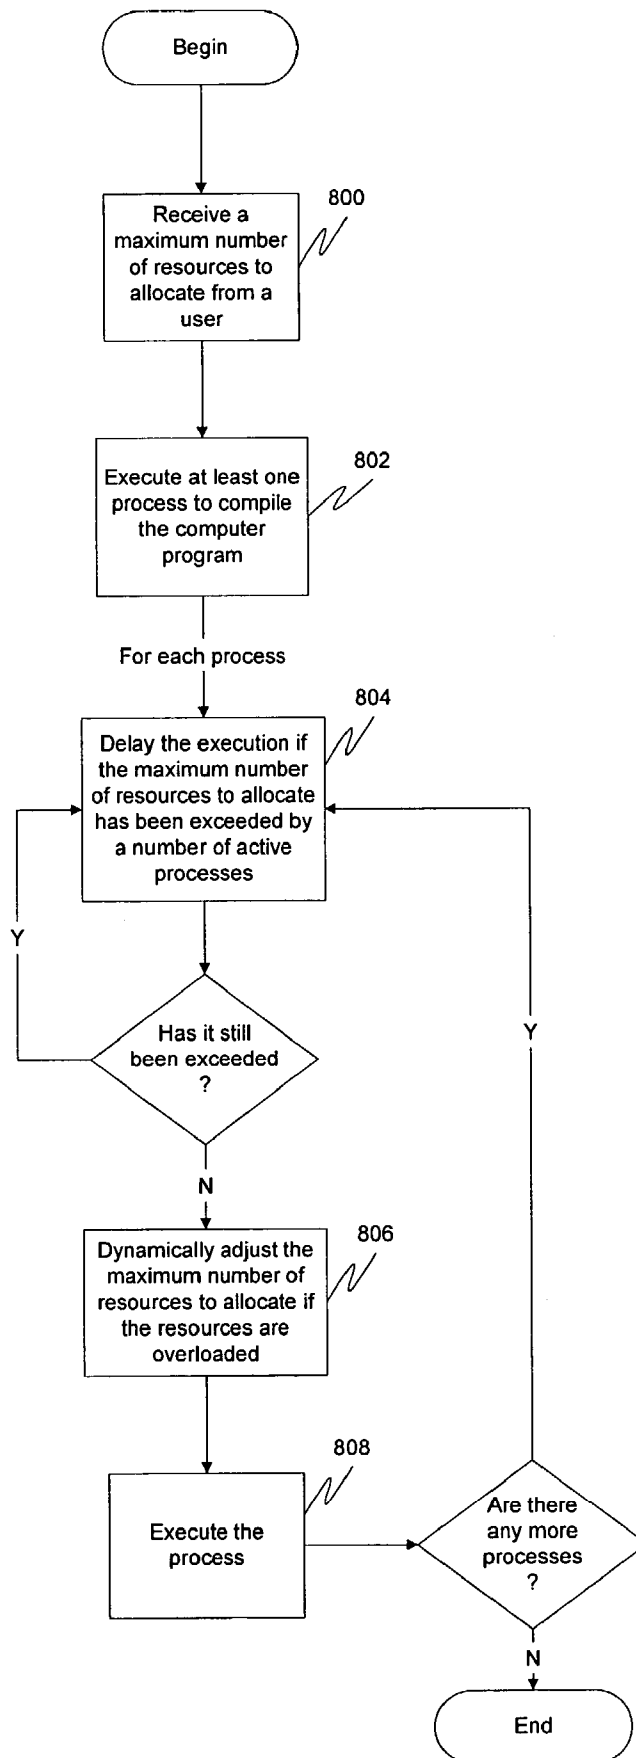 Begin
800
Receive a
maximum number
of resources to
allocate from a
user
802
Execute at least one
process to compile
the computer
program
For each process
804
Delay the execution if
the maximum number
of resources to allocate
has been exceeded by
a number of active
processes
Y
Has it still
been exceeded
?
Y
N
806
Dynamically adjust the
maximum number of
resources to allocate if
the resources are
overloaded
808
Execute the
process
Are there
any more
processes
?
N
End